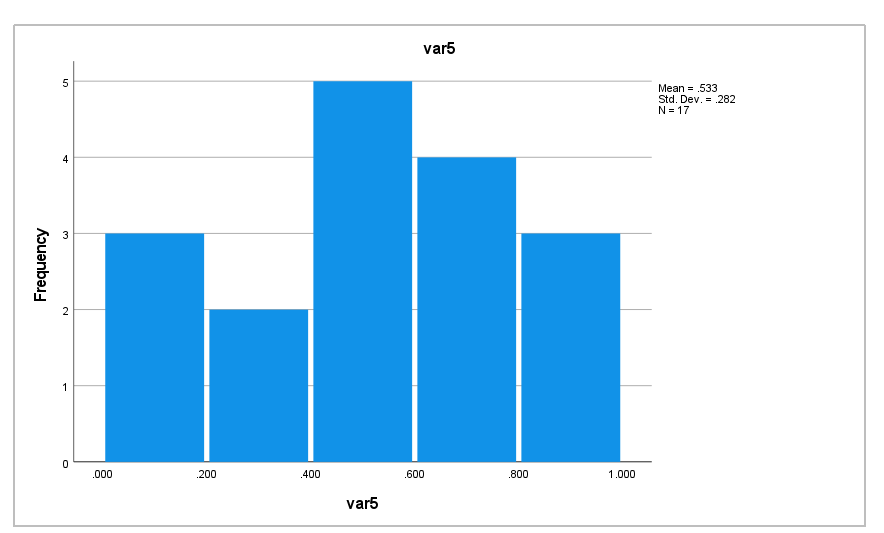 var5
Mean = .533
Std. Dev. = .282
N = 17
Frequency
5
4
3
2
1
0
.000 .200 .400 .600 .800 1.000
var5